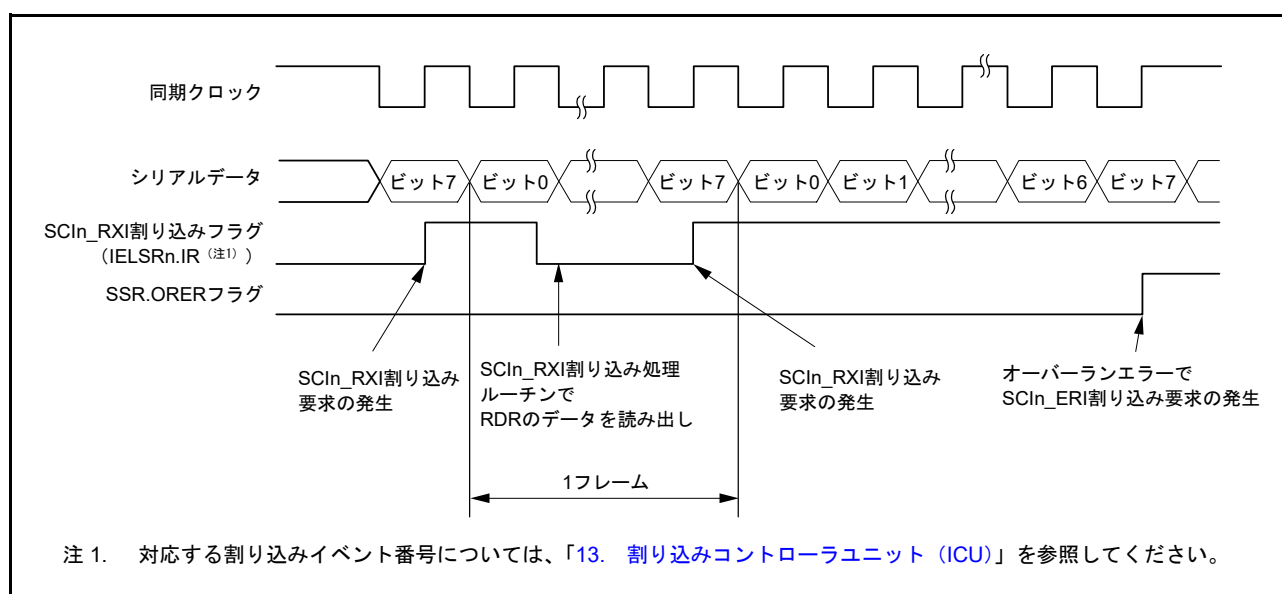 同期クロック
シリアルデータ
ビット7
ビット0
ビット7
ビット0
ビット1
ビット6
ビット7
SCIn_RXI割り込みフラグ
(IELSRn.IR (注1) )
SSR.ORERフラグ
SCIn_RXI割り込み
要求の発生
SCIn_RXI割り込み処理
ルーチンで
RDRのデータを読み出し
SCIn_RXI割り込み
要求の発生
オーバーランエラーで
SCIn_ERI割り込み要求の発生
1フレーム
注 1. 対応する割り込みイベント番号については、「13. 割り込みコントローラユニット（ICU）」を参照してください。